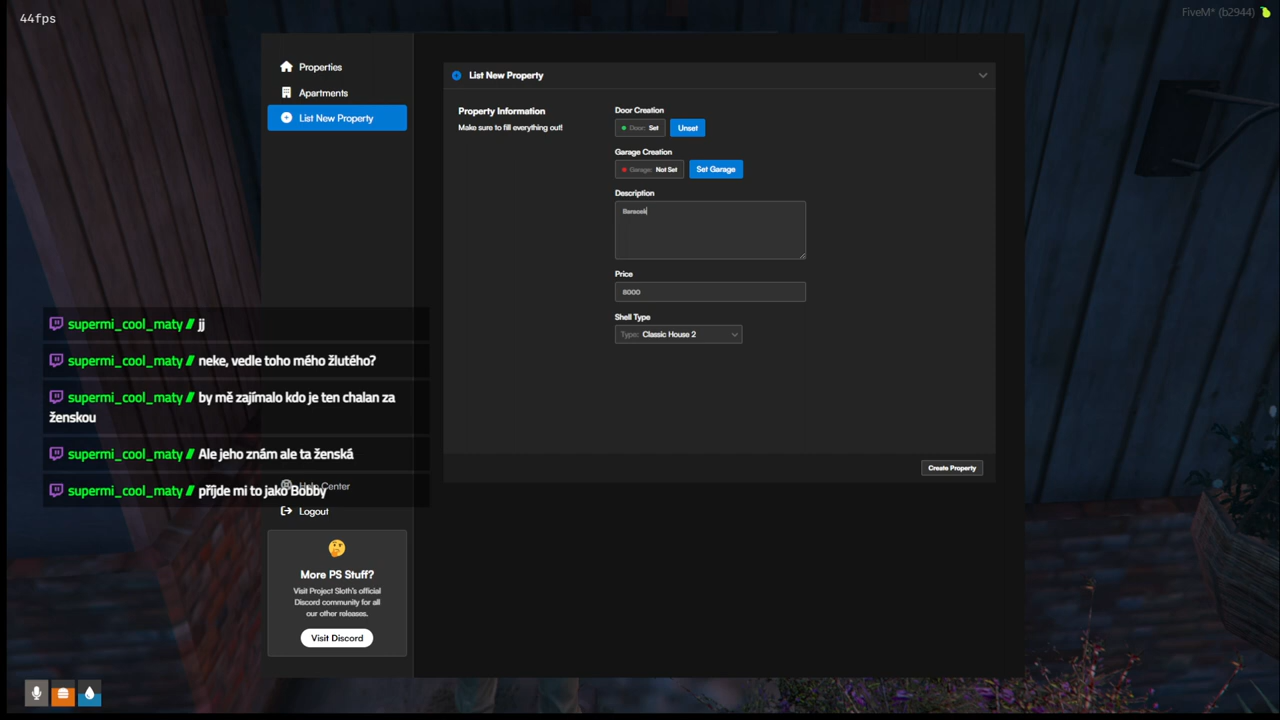 44fps
FiveM* (b2944)
Properties
Apartments
List New Property
List New Property
Property Information
Make sure to fill everything out!
Door Creation
Door: Set
Unset
Garage Creation
Garage: Not Set
Set Garage
Description
Baracek
Price
8000
Shell Type
Type: Classic House 2
Create Property
supermi_cool_maty // jj
supermi_cool_maty // neke, vedle toho mého žlutého?
supermi_cool_maty // by mě zajímalo kdo je ten chalan za
ženskou
supermi_cool_maty // Ale jeho znám ale ta ženská
supermi_cool_maty // příjde mi to jako Bobby
Help Center
Logout
More PS Stuff?
Visit Project Sloth's official
Discord community for all
our other releases.
Visit Discord